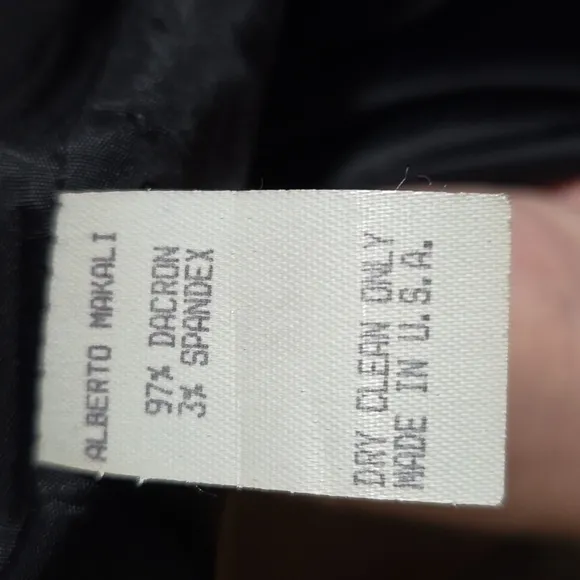 ALBERTO MAKALI
97% DACRON
3% SPANDEX
DRY CLEAN ONLY
MADE IN U.S.A.